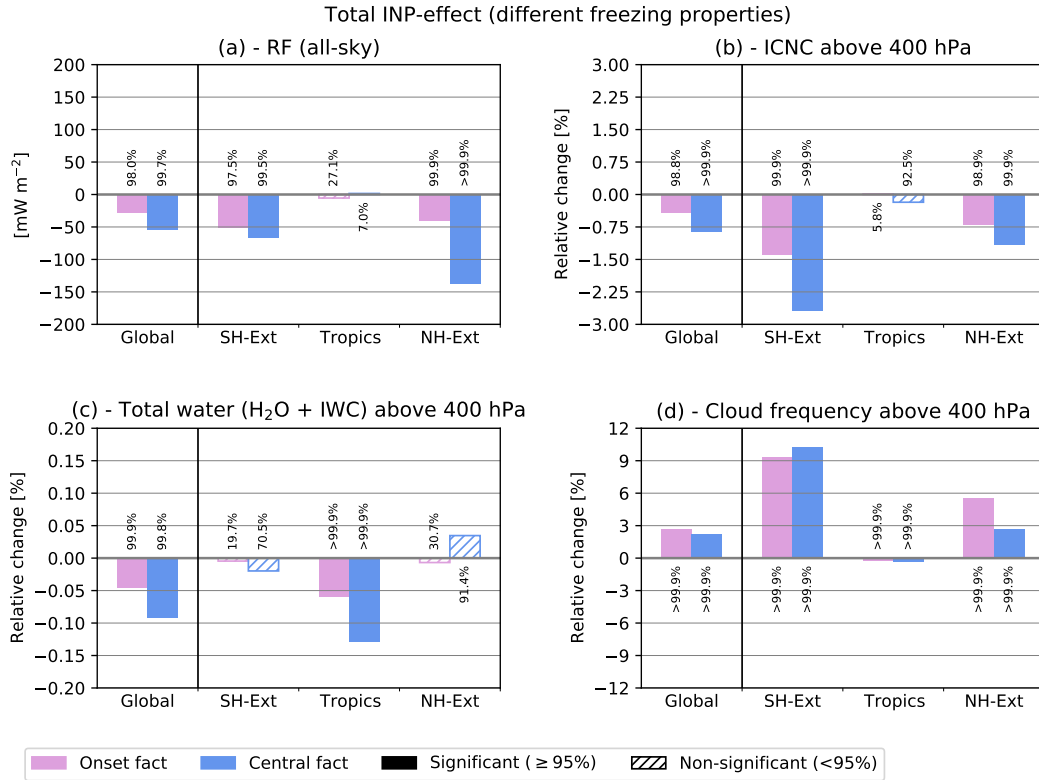 Total INP-effect (different freezing properties)
(a) - RF (all-sky)
[mW m−2]
200
150
100
50
0
−50
−100
−150
−200
98.0%
99.7%
97.5%
99.5%
27.1%
7.0%
99.9%
>99.9%
Global
SH-Ext
Tropics
NH-Ext
(b) - ICNC above 400 hPa
Relative change [%]
3.00
2.25
1.50
0.75
0.00
−0.75
−1.50
−2.25
−3.00
98.8%
>99.9%
99.9%
>99.9%
5.8%
92.5%
98.9%
99.9%
Global
SH-Ext
Tropics
NH-Ext
(c) - Total water (H2O + IWC) above 400 hPa
Relative change [%]
0.20
0.15
0.10
0.05
0.00
−0.05
−0.10
−0.15
−0.20
99.9%
99.8%
19.7%
70.5%
>99.9%
>99.9%
30.7%
91.4%
Global
SH-Ext
Tropics
NH-Ext
(d) - Cloud frequency above 400 hPa
Relative change [%]
12
9
6
3
0
−3
−6
−9
−12
>99.9%
>99.9%
>99.9%
>99.9%
>99.9%
>99.9%
>99.9%
>99.9%
Global
SH-Ext
Tropics
NH-Ext
Onset fact
Central fact
Significant (≥ 95%)
Non-significant (<95%)